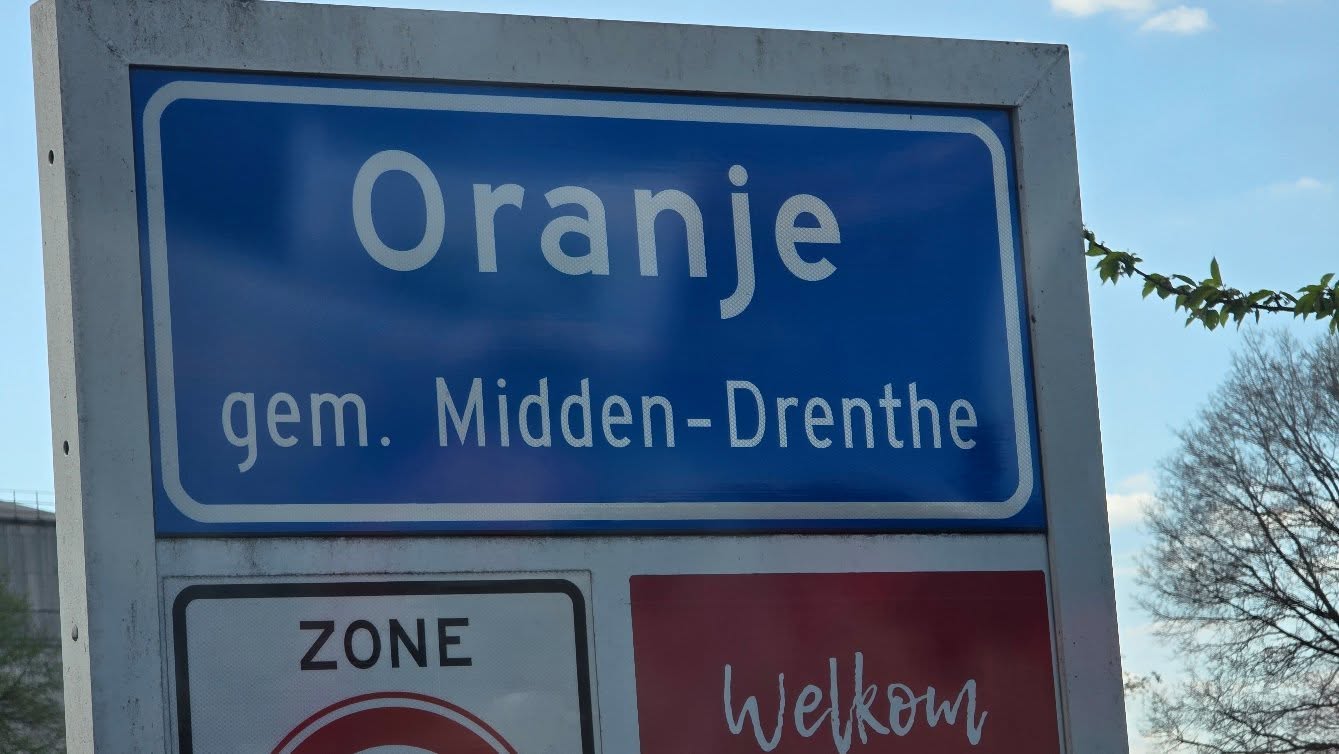 Oranje
gem. Midden-Drenthe
ZONE
Welkom